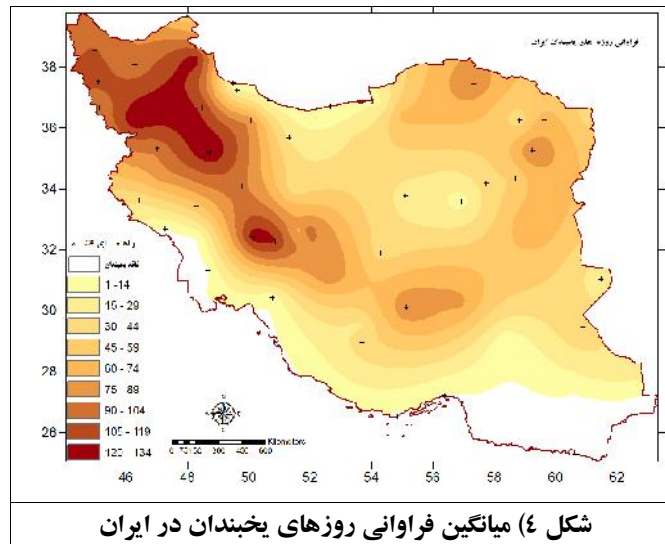 فراوانی روزهای یخبندان ایران
38
36
34
32
30
28
26
فاقد یخبندان
1 - 14
15 - 29
30 - 44
45 - 59
60 - 74
75 - 89
90 - 104
105 - 119
120 - 134
Kilometers
46 48 50 52 54 56 58 60 62
شکل ٤) میانگین فراوانی روزهای یخبندان در ایران